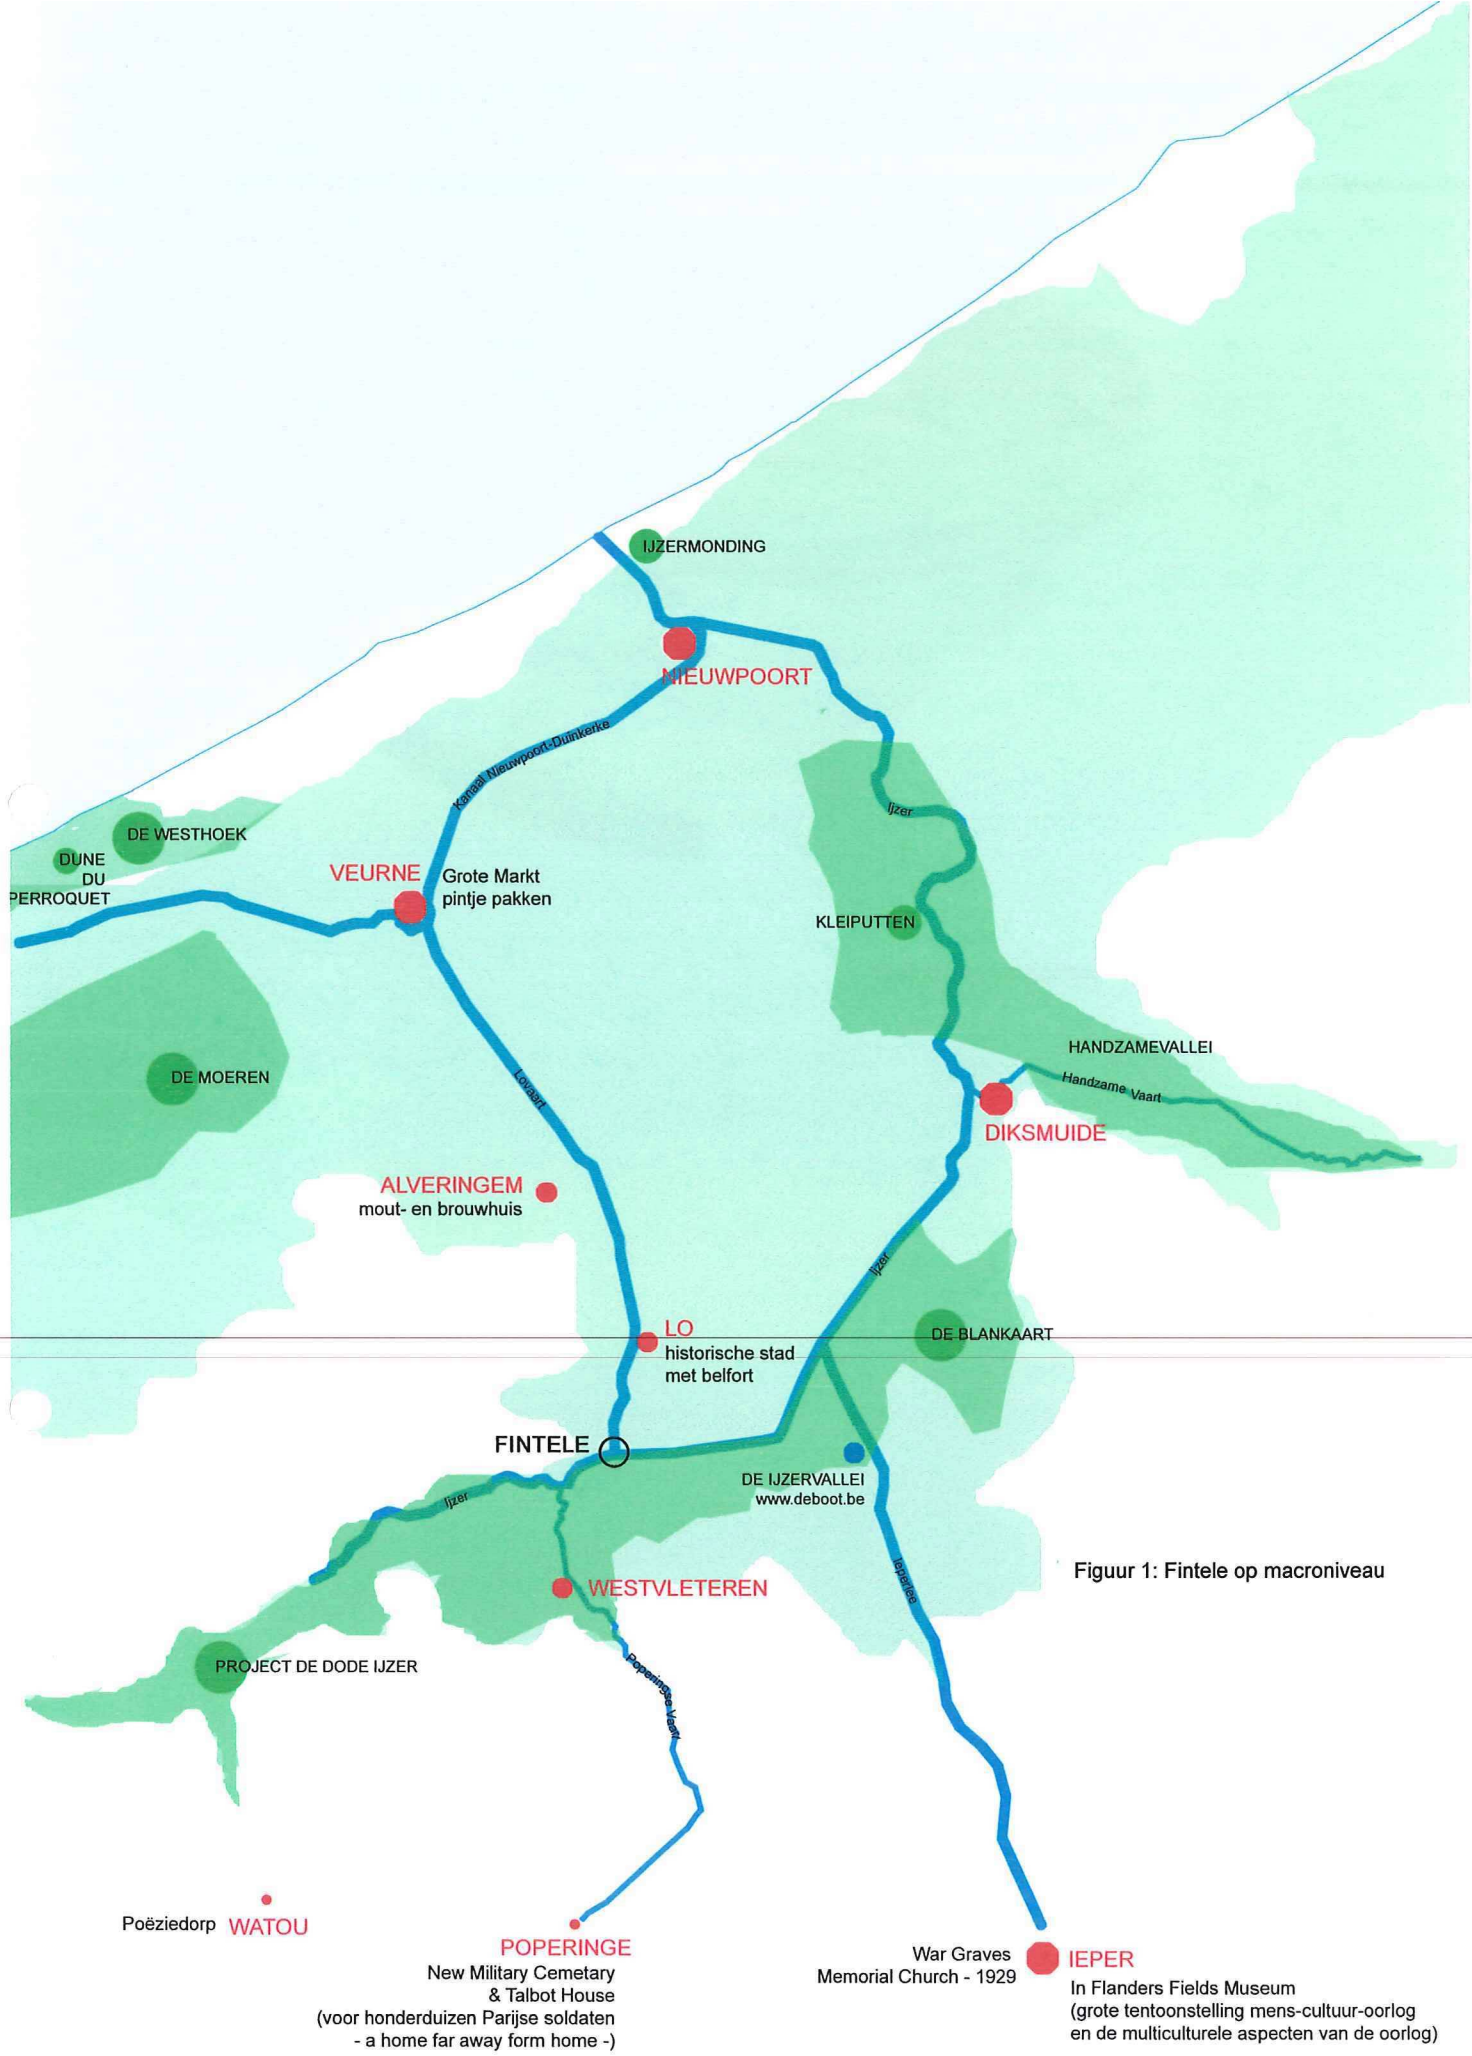 IJZERMONDING
NIEUWPOORT
Kanaal Nieuwpoort-Duinkerke
Ijzer
DE WESTHOEK
DUNE
DU
PERROQUET
VEURNE
Grote Markt
pintje pakken
KLEIPUTTEN
HANDZAMEVALLEI
Handzame Vaart
DE MOEREN
Lovaart
DIKSMUIDE
ALVERINGEM
mout- en brouwhuis
Ijzer
LO
historische stad
met belfort
DE BLANKAART
FINTELE
DE IJZERVALLEI
www.deboot.be
Ijzer
Ieperlee
Figuur 1: Fintele op macroniveau
WESTVLETEREN
PROJECT DE DODE IJZER
Poperingse Vaart
Poëziedorp WATOU
POPERINGE
New Military Cemetary
& Talbot House
(voor honderduizen Parijse soldaten
- a home far away form home -)
War Graves
Memorial Church - 1929
IEPER
In Flanders Fields Museum
(grote tentoonstelling mens-cultuur-oorlog
en de multiculturele aspecten van de oorlog)